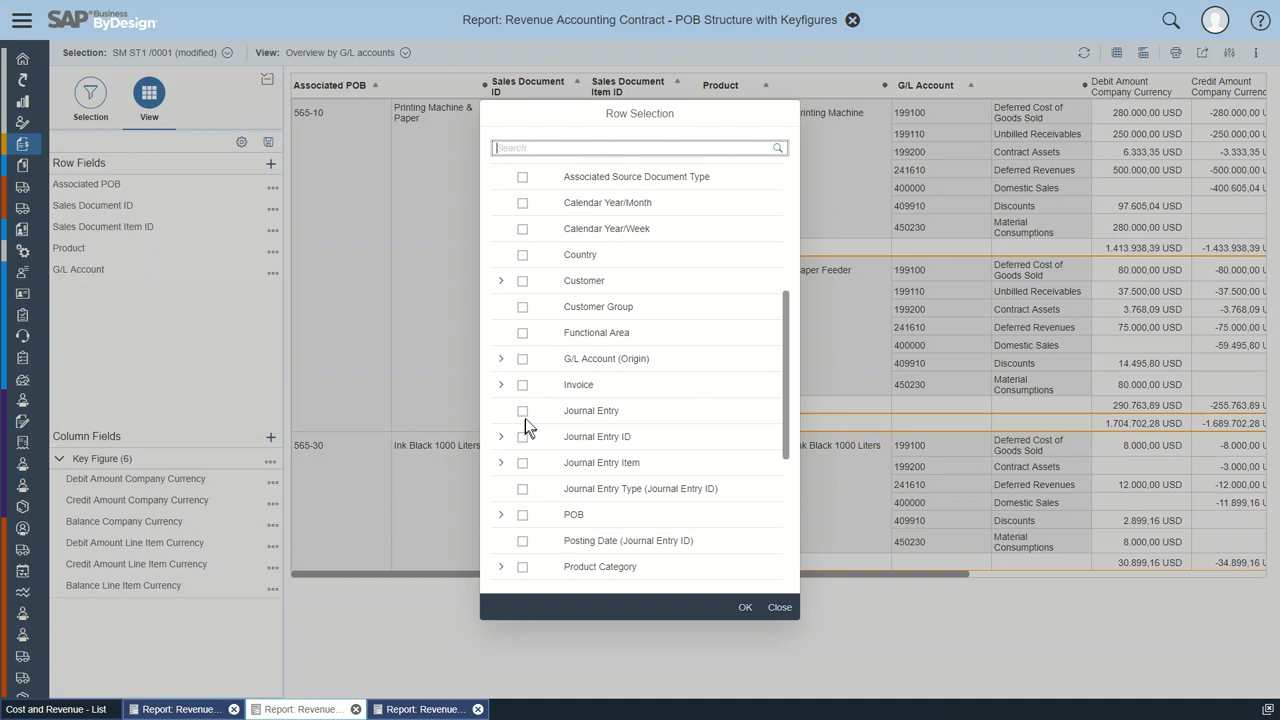 SAP Business ByDesign
Report: Revenue Accounting Contract - POB Structure with Keyfigures
Selection: SM ST1 /0001 (modified)
View: Overview by G/L accounts
Selection
View
Row Fields
Associated POB
Sales Document ID
Sales Document Item ID
Product
G/L Account
Column Fields
Key Figure (6)
Debit Amount Company Currency
Credit Amount Company Currency
Balance Company Currency
Debit Amount Line Item Currency
Credit Amount Line Item Currency
Balance Line Item Currency
Associated POB
Sales Document ID
Sales Document Item ID
Product
G/L Account
Debit Amount Company Currency
Credit Amount Company Currenc
565-10 Printing Machine & Paper
rinting Machine
199100 Deferred Cost of Goods Sold 280.000,00 USD -280.000,00
199110 Unbilled Receivables 250.000,00 USD -250.000,00
199200 Contract Assets 6.333,35 USD -3.333,35
241610 Deferred Revenues 500.000,00 USD -500.000,00
400000 Domestic Sales -400.605,04
409910 Discounts 97.605,04 USD
450230 Material Consumptions 280.000,00 USD
1.413.938,39 USD -1.433.938,39
aper Feeder
199100 Deferred Cost of Goods Sold 80.000,00 USD -80.000,00
199110 Unbilled Receivables 37.500,00 USD -37.500,00
199200 Contract Assets 3.768,09 USD -3.768,09
241610 Deferred Revenues 75.000,00 USD -75.000,00
400000 Domestic Sales -59.495,80 U
409910 Discounts 14.495,80 USD
450230 Material Consumptions 80.000,00 USD
290.763,89 USD -255.763,89 U
1.704.702,28 USD -1.689.702,28
565-30 Ink Black 1000 Liters
nk Black 1000 Liters
199100 Deferred Cost of Goods Sold 8.000,00 USD -8.000,00
199200 Contract Assets -3.000,00
241610 Deferred Revenues 12.000,00 USD -12.000,00
400000 Domestic Sales -11.899,16 U
409910 Discounts 2.899,16 USD
450230 Material Consumptions 8.000,00 USD
30.899,16 USD -34.899,16 U
Row Selection
Search
Associated Source Document Type
Calendar Year/Month
Calendar Year/Week
Country
Customer
Customer Group
Functional Area
G/L Account (Origin)
Invoice
Journal Entry
Journal Entry ID
Journal Entry Item
Journal Entry Type (Journal Entry ID)
POB
Posting Date (Journal Entry ID)
Product Category
OK
Close
Cost and Revenue - List
Report: Revenue...
Report: Revenue...
Report: Revenue...